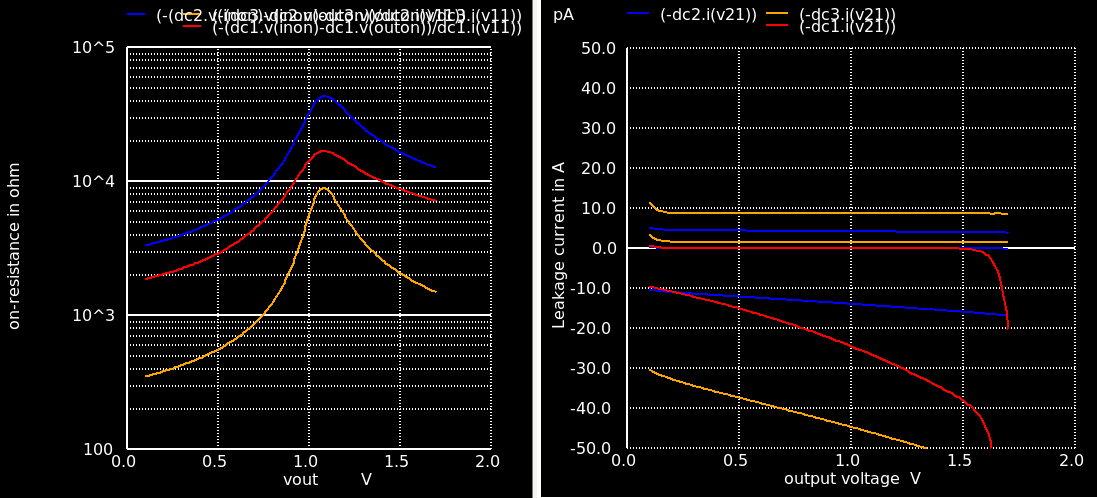 (-(dc1.v(inon)-dc1.v(outon))/dc1.i(v11))
10^5
10^4
10^3
100
on-resistance in ohm
0.0 0.5 1.0 1.5 2.0
vout V
pA (-dc2.i(v21)) (-dc3.i(v21))
(-dc1.i(v21))
50.0
40.0
30.0
20.0
10.0
0.0
-10.0
-20.0
-30.0
-40.0
-50.0
Leakage current in A
0.0 0.5 1.0 1.5 2.0
output voltage V